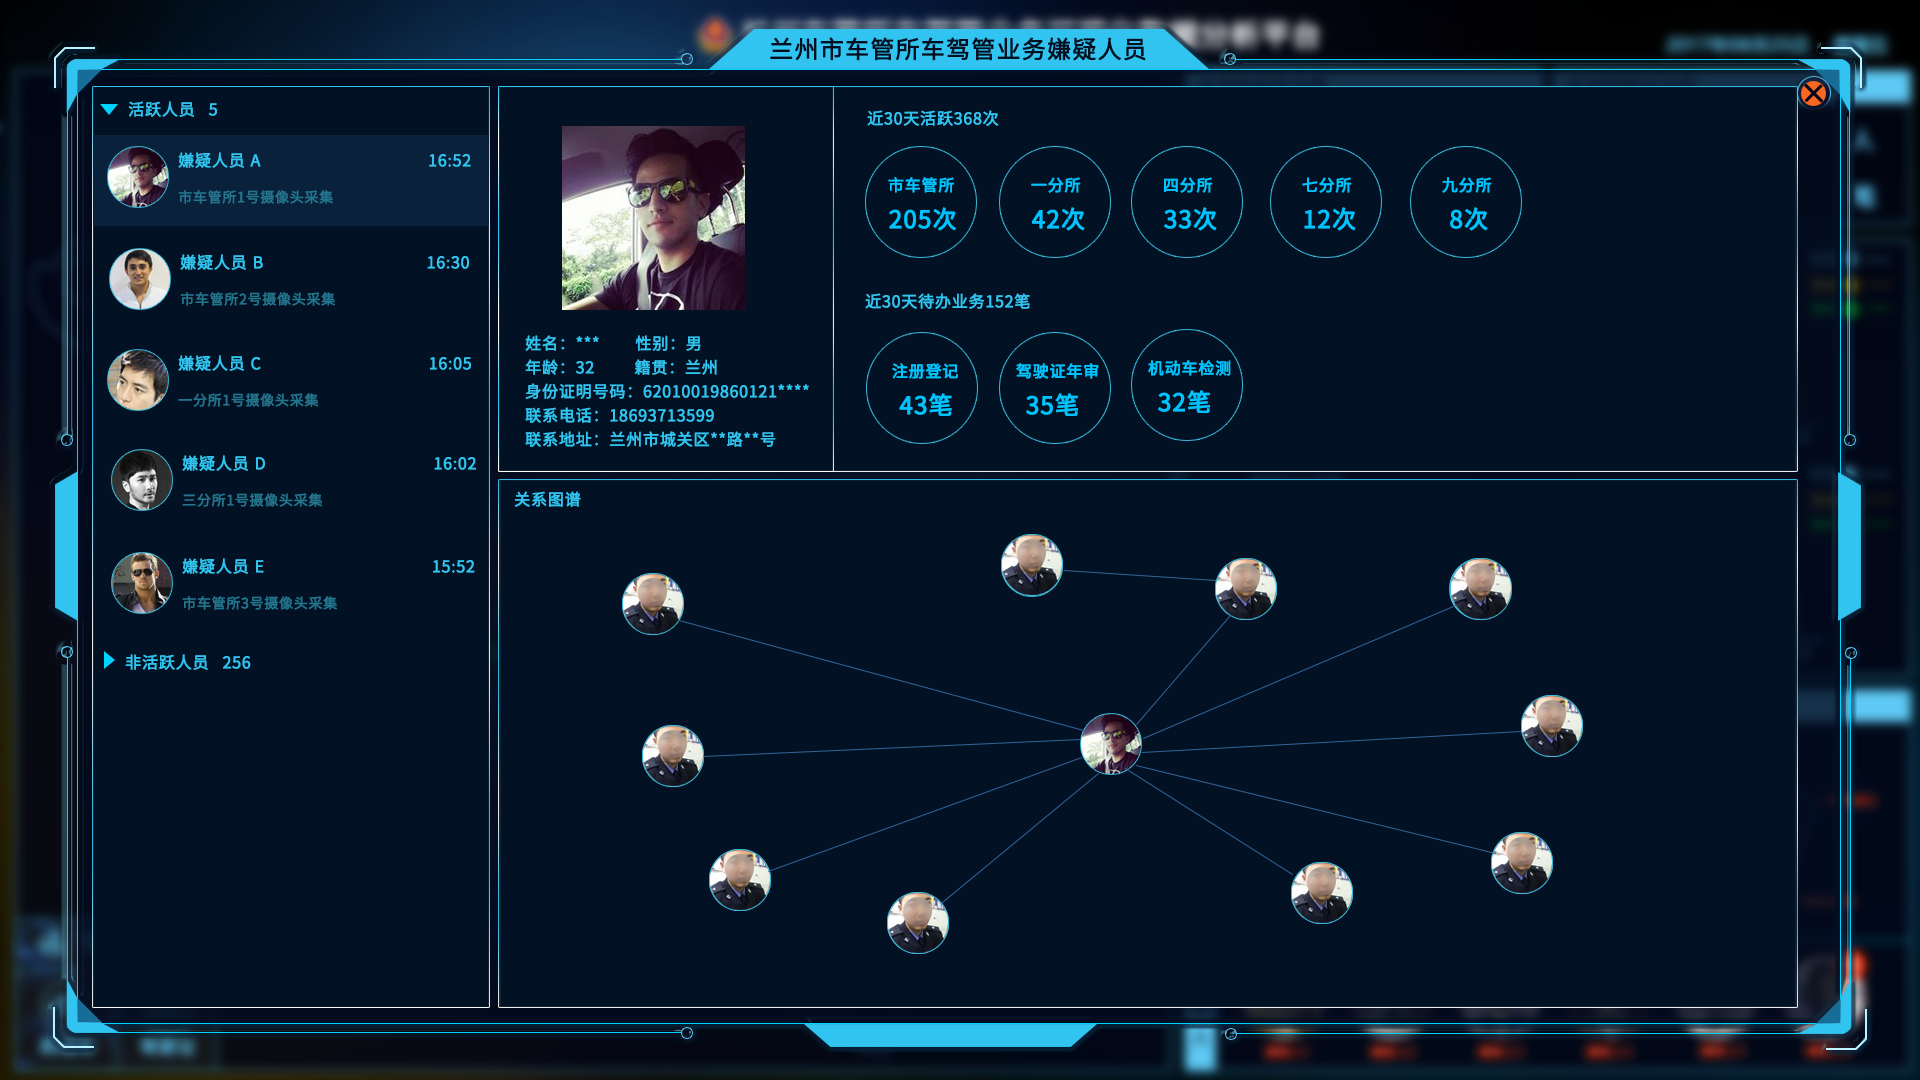 兰州市车管所车驾管业务嫌疑人员
活跃人员 5
嫌疑人员 A 16:52
市车管所1号摄像头采集
嫌疑人员 B 16:30
市车管所2号摄像头采集
嫌疑人员 C 16:05
一分所1号摄像头采集
嫌疑人员 D 16:02
三分所1号摄像头采集
嫌疑人员 E 15:52
市车管所3号摄像头采集
非活跃人员 256
姓名：*** 性别：男
年龄：32 籍贯：兰州
身份证明号码：62010019860121****
联系电话：18693713599
联系地址：兰州市城关区**路**号
近30天活跃368次
市车管所
205次
一分所
42次
四分所
33次
七分所
12次
九分所
8次
近30天待办业务152笔
注册登记
43笔
驾驶证年审
35笔
机动车检测
32笔
关系图谱